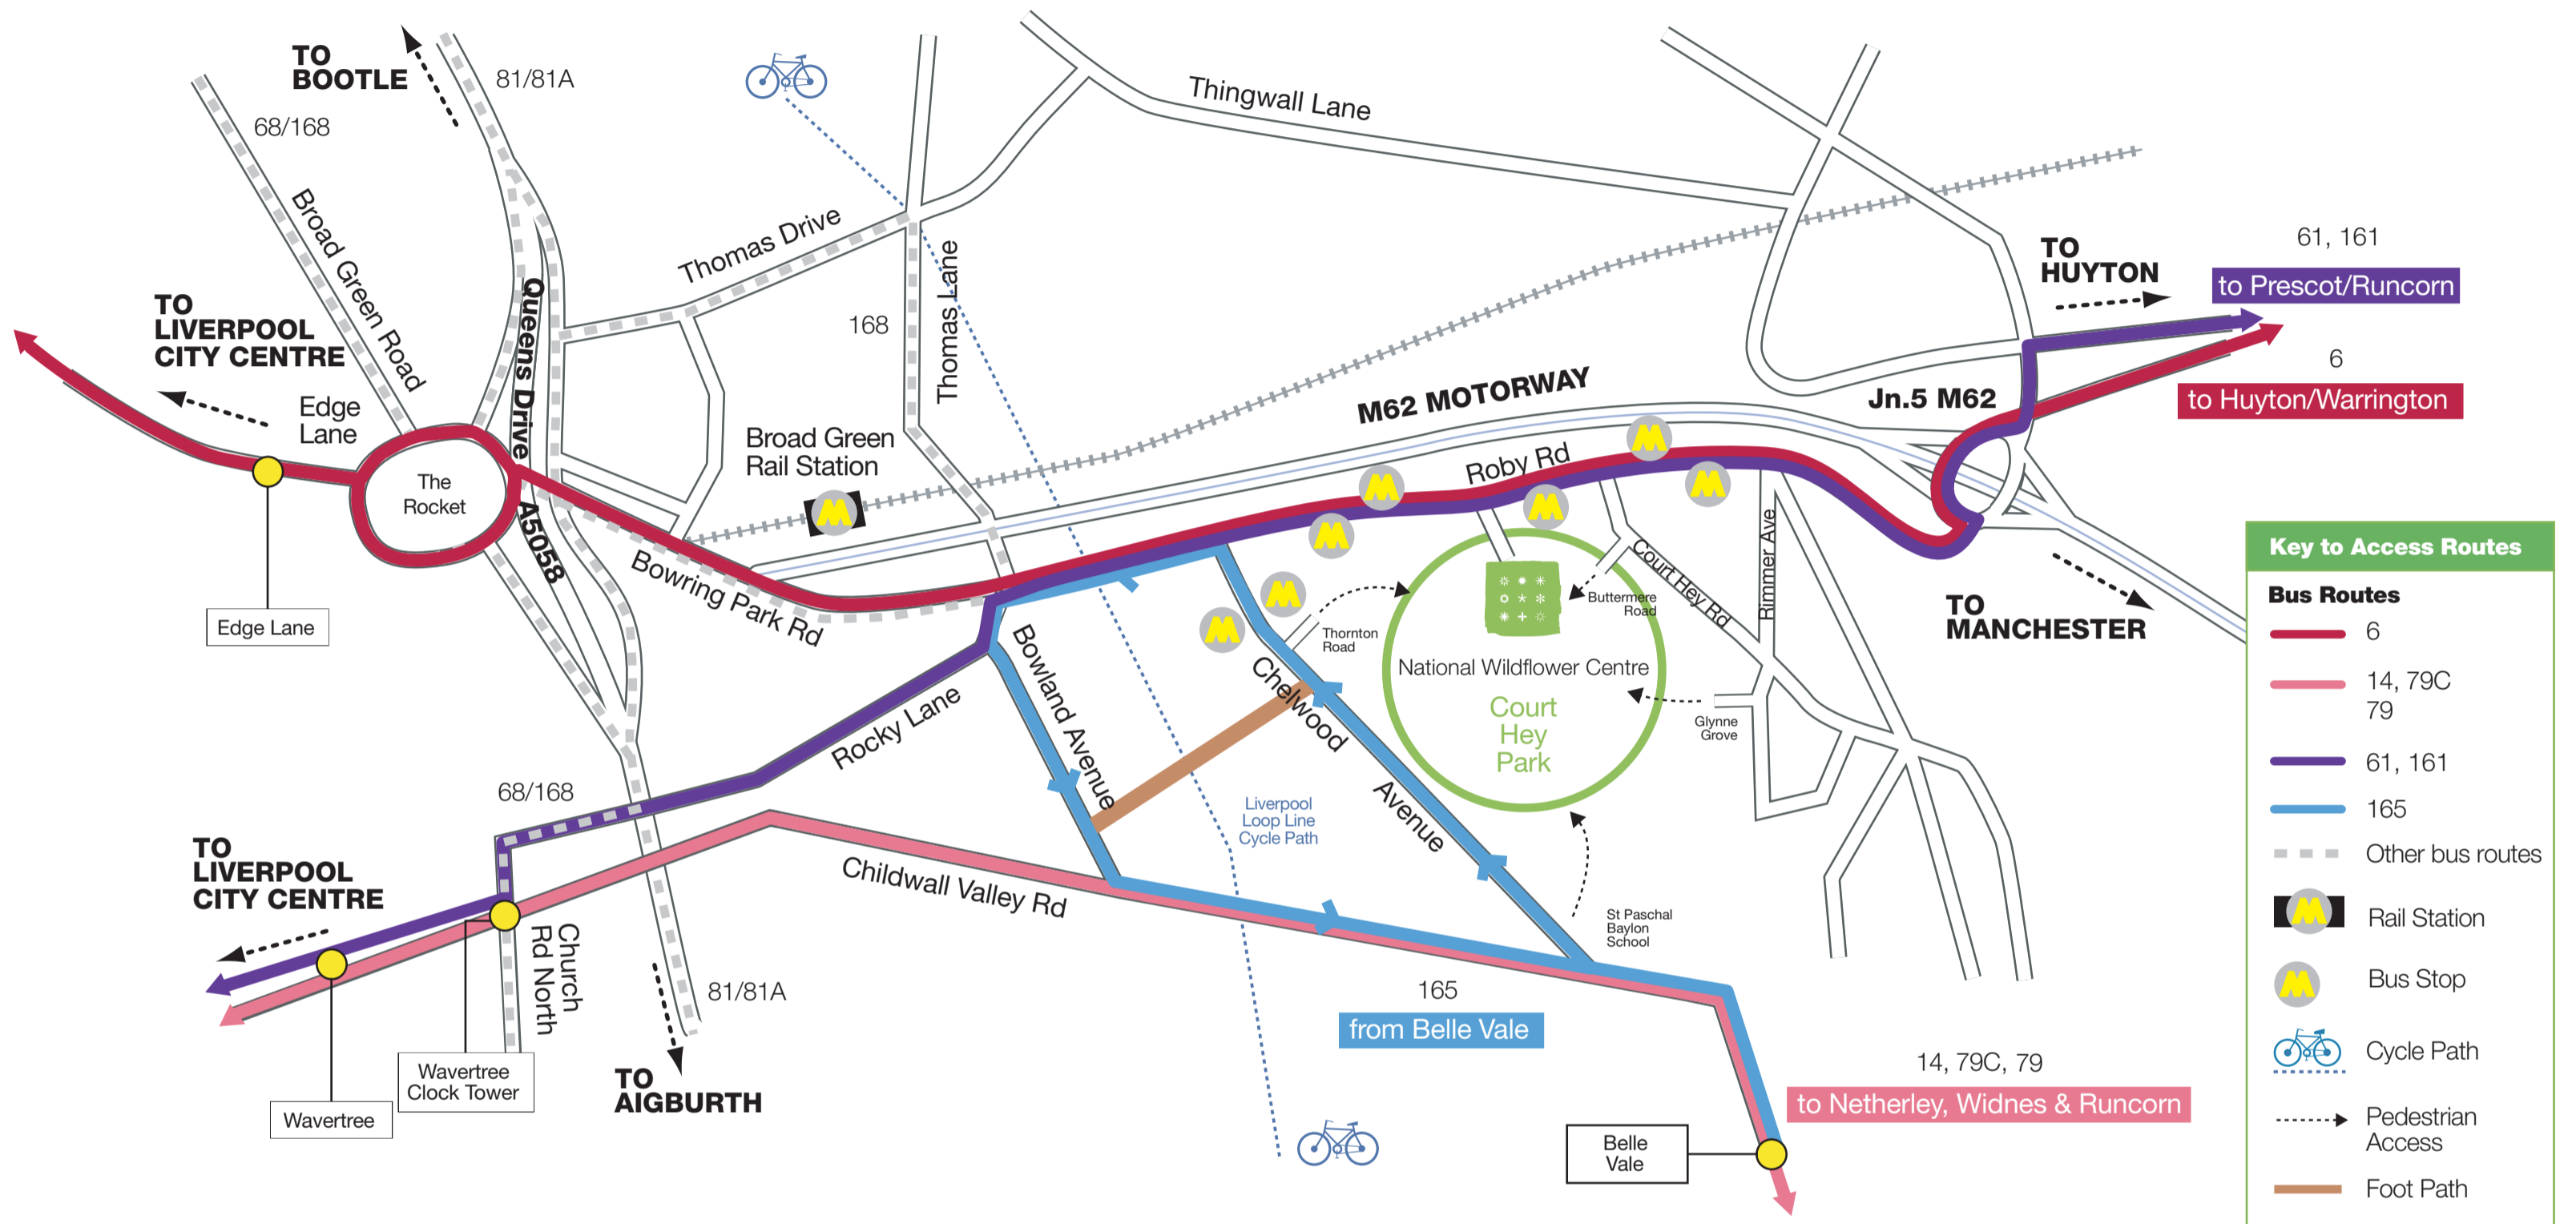 TO
BOOTLE
81/81A
68/168
Broad Green Road
Queens Drive
A5058
TO
LIVERPOOL
CITY CENTRE
Edge
Lane
The
Rocket
Edge Lane
Thomas Drive
Thomas Lane
168
Thingwall Lane
Broad Green
Rail Station
Bowring Park Rd
M62 MOTORWAY
Roby Rd
Jn.5 M62
TO
HUYTON
61, 161
to Prescot/Runcorn
6
to Huyton/Warrington
TO
MANCHESTER
Court Hey Rd
Rimmer Ave
Buttermere
Road
Thornton
Road
National Wildflower Centre
Court
Hey
Park
Glynne
Grove
Bowland Avenue
Chelwood
Avenue
Rocky Lane
68/168
Liverpool
Loop Line
Cycle Path
Childwall Valley Rd
St Paschal
Baylon
School
TO
LIVERPOOL
CITY CENTRE
Church
Rd North
81/81A
Wavertree
Clock Tower
Wavertree
TO
AIGBURTH
165
from Belle Vale
14, 79C, 79
to Netherley, Widnes & Runcorn
Belle
Vale
Key to Access Routes
Bus Routes
6
14, 79C
79
61, 161
165
Other bus routes
Rail Station
Bus Stop
Cycle Path
Pedestrian
Access
Foot Path